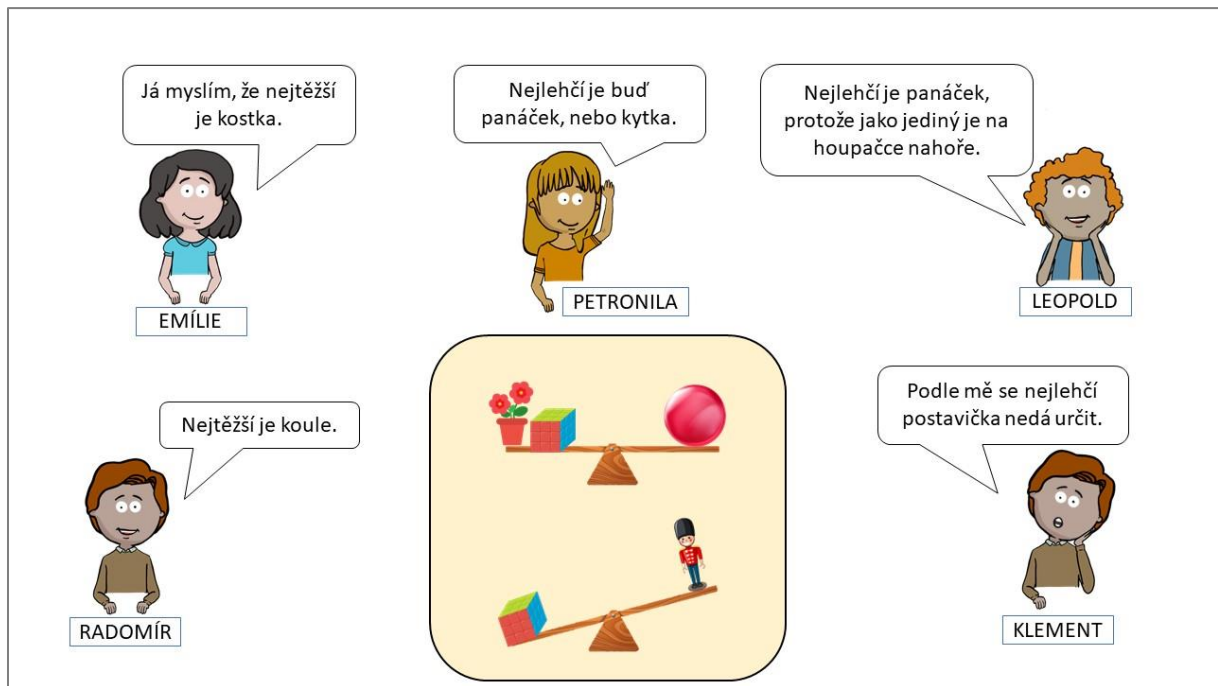 Já myslím, že nejtěžší
je kostka.
EMÍLIE
Nejlehčí je buď
panáček, nebo kytka.
PETRONILA
Nejlehčí je panáček,
protože jako jediný je na
houpačce nahoře.
LEOPOLD
Nejtěžší je koule.
RADOMÍR
Podle mě se nejlehčí
postavička nedá určit.
KLEMENT